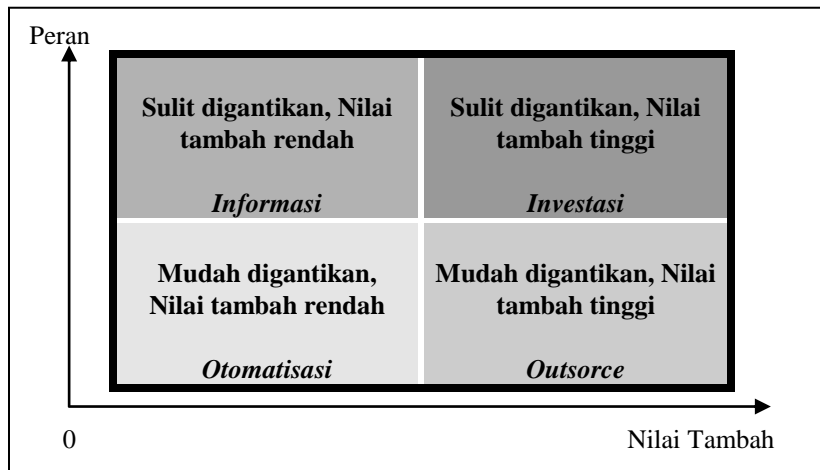 Peran
Sulit digantikan, Nilai
tambah rendah
Informasi
Sulit digantikan, Nilai
tambah tinggi
Investasi
Mudah digantikan,
Nilai tambah rendah
Otomatisasi
Mudah digantikan, Nilai
tambah tinggi
Outsorce
0
Nilai Tambah